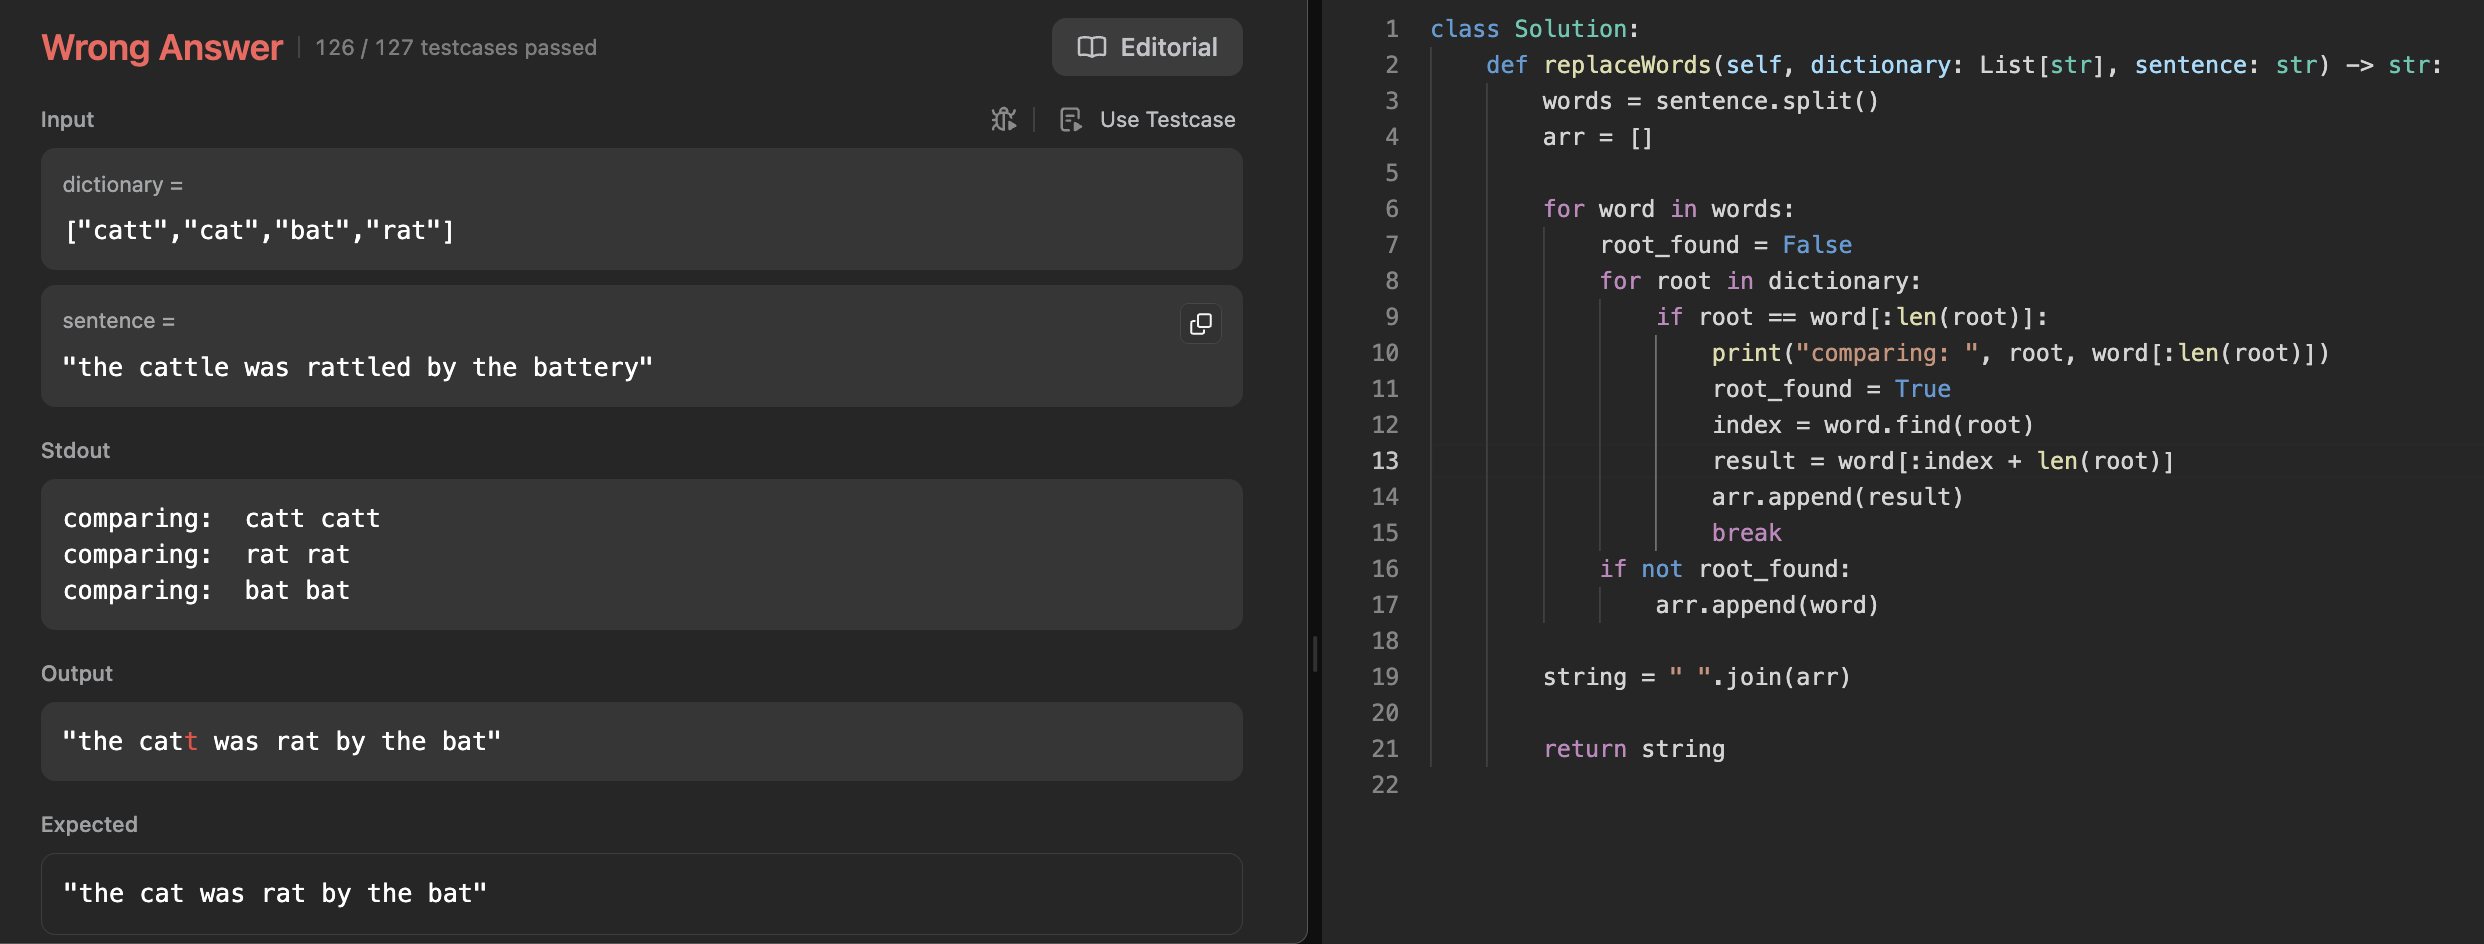 Wrong Answer
126 / 127 testcases passed
Editorial
Input
Use Testcase
dictionary =
["catt","cat","bat","rat"]
sentence =
"the cattle was rattled by the battery"
Stdout
comparing:  catt catt
comparing:  rat rat
comparing:  bat bat
Output
"the catt was rat by the bat"
Expected
"the cat was rat by the bat"
1 class Solution:
2     def replaceWords(self, dictionary: List[str], sentence: str) -> str:
3         words = sentence.split()
4         arr = []
5
6         for word in words:
7             root_found = False
8             for root in dictionary:
9                 if root == word[:len(root)]:
10                     print("comparing: ", root, word[:len(root)])
11                     root_found = True
12                     index = word.find(root)
13                     result = word[:index + len(root)]
14                     arr.append(result)
15                     break
16             if not root_found:
17                 arr.append(word)
18
19         string = " ".join(arr)
20
21         return string
22